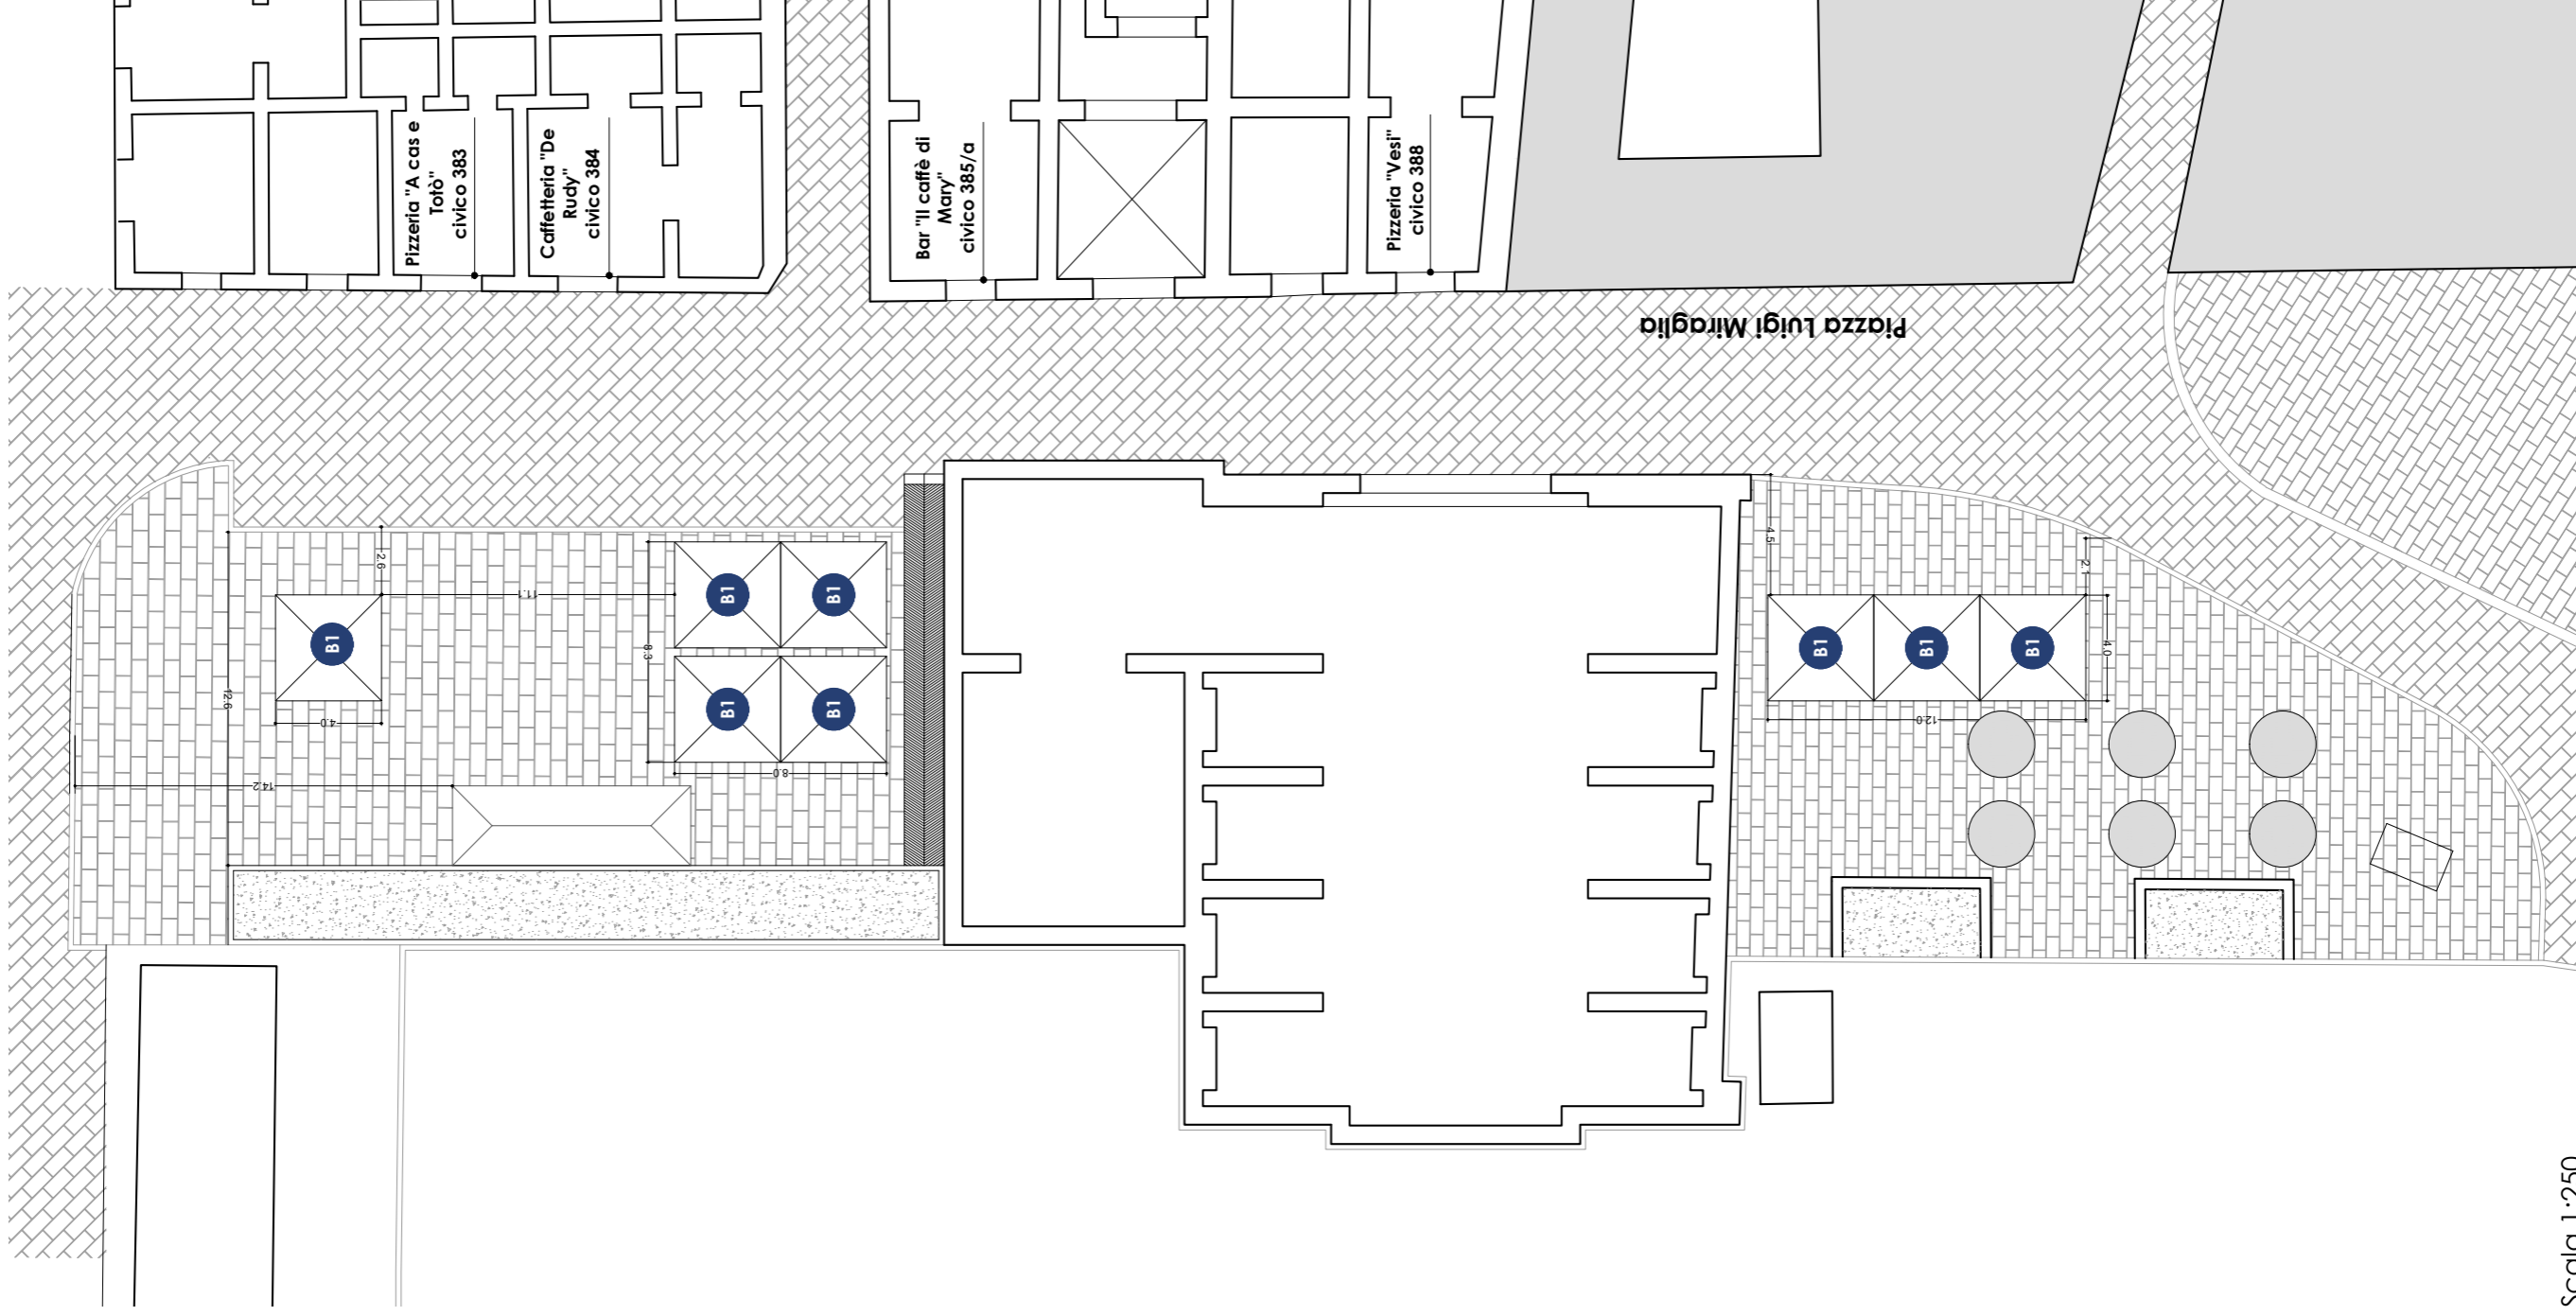 Pizzeria "A cas e
Totò"
civico 383
Caffetteria "De
Rudy"
civico 384
Bar "Il caffè di
Mary"
civico 385/a
Pizzeria "Vesi"
civico 388
Piazza Luigi Miraglia
2.6
11.1
B1
B1
B1
8.3
B1
B1
12.6
4.0
8.0
14.2
4.5
2.1
B1
B1
B1
4.0
12.0
Scala 1:250